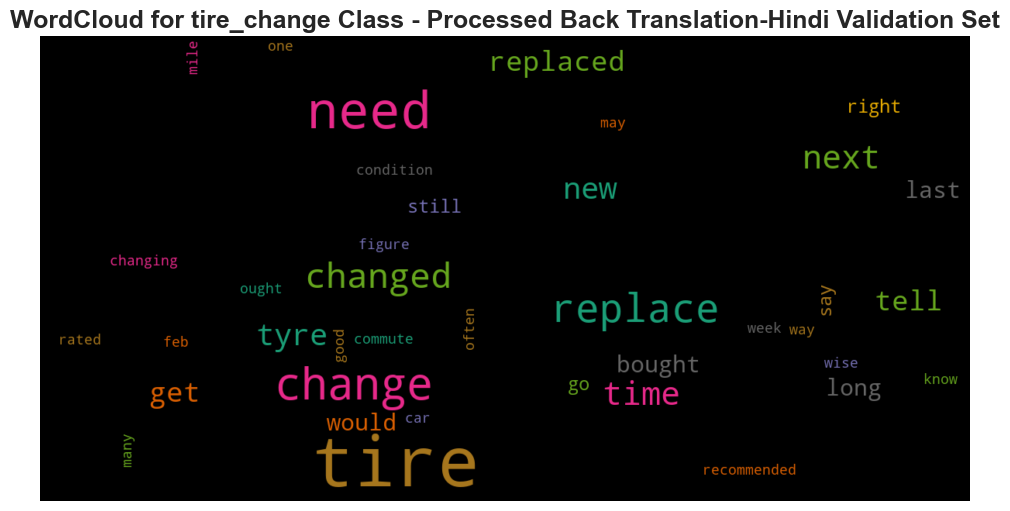 WordCloud for tire_change Class - Processed Back Translation-Hindi Validation Set
mile
one
replaced
need
may
right
next
condition
new
last
still
figure
changing
changed
ought
replace
say
tell
often
week
way
tyre
good
commute
rated
feb
bought
wise
know
change
get
go
time
long
would
car
many
tire
recommended